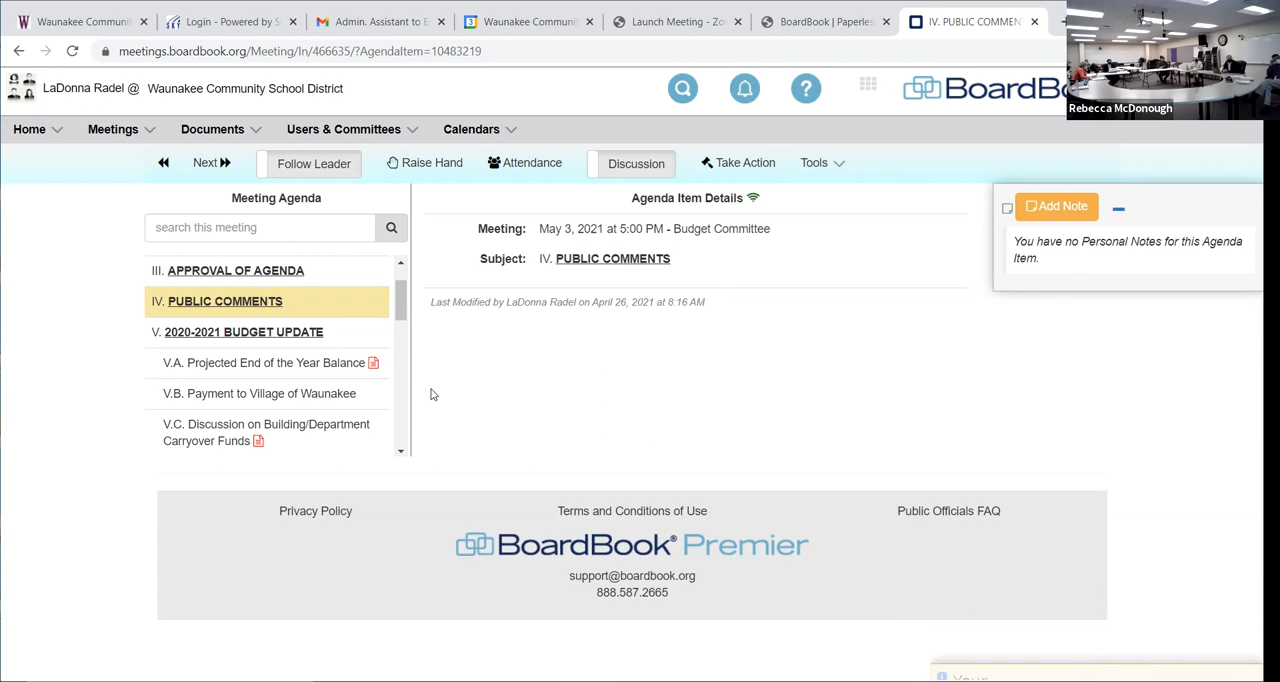 Waunakee Communit
Login - Powered by S
Admin. Assistant to E
Waunakee Communi
Launch Meeting - Zoo
BoardBook | Paperles
IV. PUBLIC COMMEN
meetings.boardbook.org/Meeting/In/466635/?AgendaItem=10483219
Rebecca McDonough
LaDonna Radel @ Waunakee Community School District
BoardBo
Home Meetings Documents Users & Committees Calendars
Next Follow Leader Raise Hand Attendance Discussion Take Action Tools
Meeting Agenda
search this meeting
III. APPROVAL OF AGENDA
IV. PUBLIC COMMENTS
V. 2020-2021 BUDGET UPDATE
V.A. Projected End of the Year Balance
V.B. Payment to Village of Waunakee
V.C. Discussion on Building/Department
Carryover Funds
Agenda Item Details
Meeting: May 3, 2021 at 5:00 PM - Budget Committee
Subject: IV. PUBLIC COMMENTS
Last Modified by LaDonna Radel on April 26, 2021 at 8:16 AM
Add Note
You have no Personal Notes for this Agenda
Item.
Privacy Policy
Terms and Conditions of Use
Public Officials FAQ
BoardBook® Premier
support@boardbook.org
888.587.2665
Your